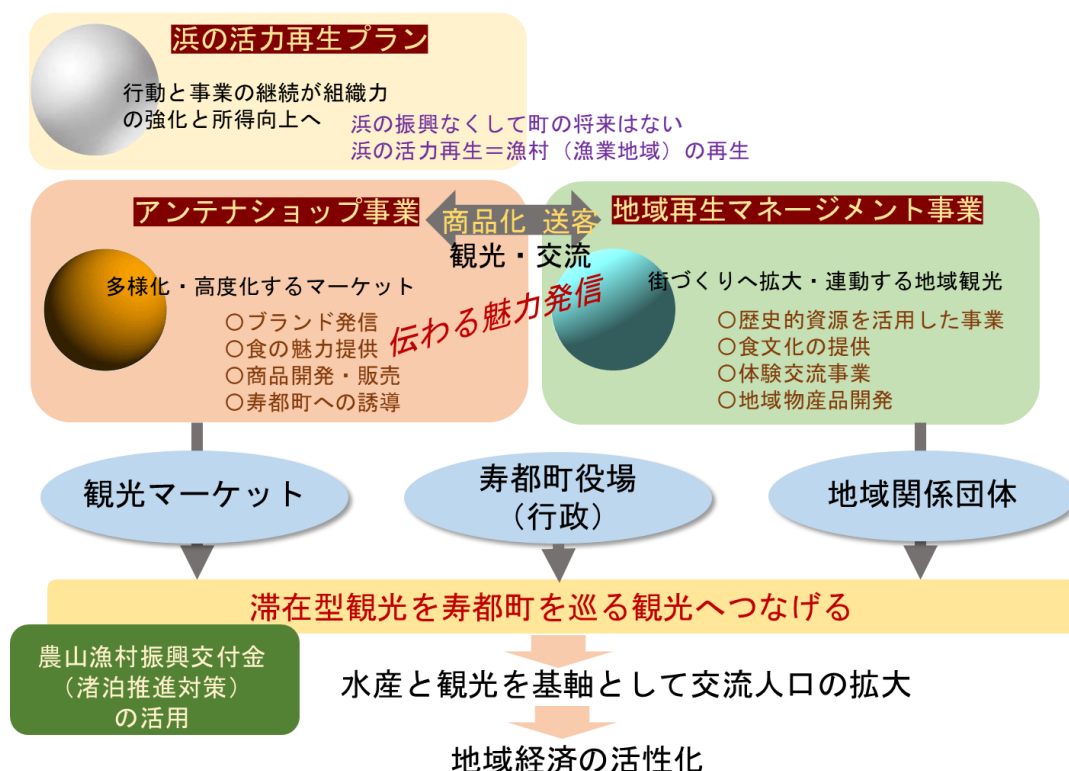 浜の活力再生プラン
行動と事業の継続が組織力
の強化と所得向上へ
浜の振興なくして町の将来はない
浜の活力再生＝漁村（漁業地域）の再生
アンテナショップ事業
商品化 送客
観光・交流
地域再生マネージメント事業
多様化・高度化するマーケット
○ブランド発信
○食の魅力提供
○商品開発・販売
○寿都町への誘導
伝わる魅力発信
街づくりへ拡大・連動する地域観光
○歴史的資源を活用した事業
○食文化の提供
○体験交流事業
○地域物産品開発
観光マーケット
寿都町役場
（行政）
地域関係団体
滞在型観光を寿都町を巡る観光へつなげる
農山漁村振興交付金
（渚泊推進対策）
の活用
水産と観光を基軸として交流人口の拡大
地域経済の活性化